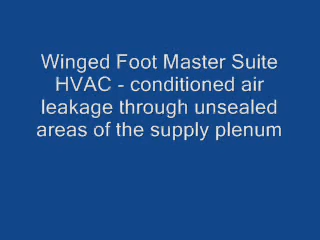 Winged Foot Master Suite
HVAC - conditioned air
leakage through unsealed
areas of the supply plenum